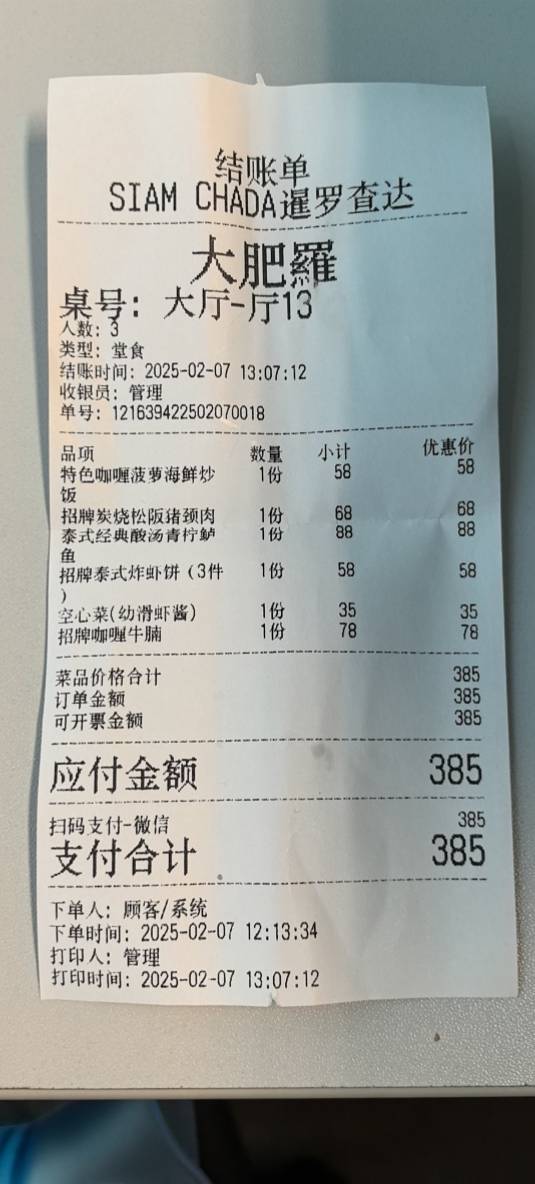 结账单
SIAM CHADA暹罗查达
大肥羅
桌号: 大厅-厅13
人数: 3
类型: 堂食
结账时间: 2025-02-07 13:07:12
收银员: 管理
单号: 121639422502070018
品项 数量 小计 优惠价
特色咖喱菠萝海鲜炒 1份 58 58
饭
招牌炭烧松阪猪颈肉 1份 68 68
泰式经典酸汤青柠鲈 1份 88 88
鱼
招牌泰式炸虾饼（3件 1份 58 58
）
空心菜(幼滑虾酱) 1份 35 35
招牌咖喱牛腩 1份 78 78
菜品价格合计 385
订单金额 385
可开票金额 385
应付金额 385
扫码支付-微信 385
支付合计 385
下单人: 顾客/系统
下单时间: 2025-02-07 12:13:34
打印人: 管理
打印时间: 2025-02-07 13:07:12